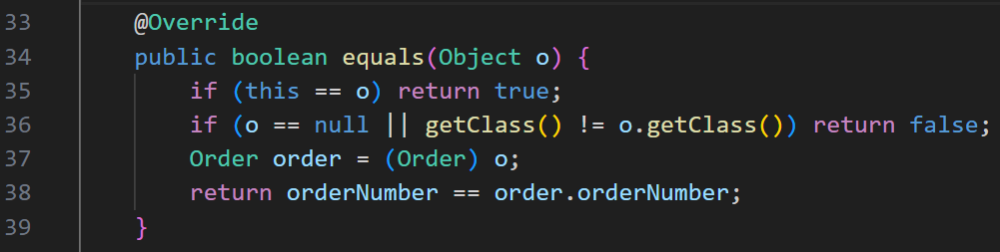 33 @Override
34 public boolean equals(Object o) {
35 if (this == o) return true;
36 if (o == null || getClass() != o.getClass()) return false;
37 Order order = (Order) o;
38 return orderNumber == order.orderNumber;
39 }